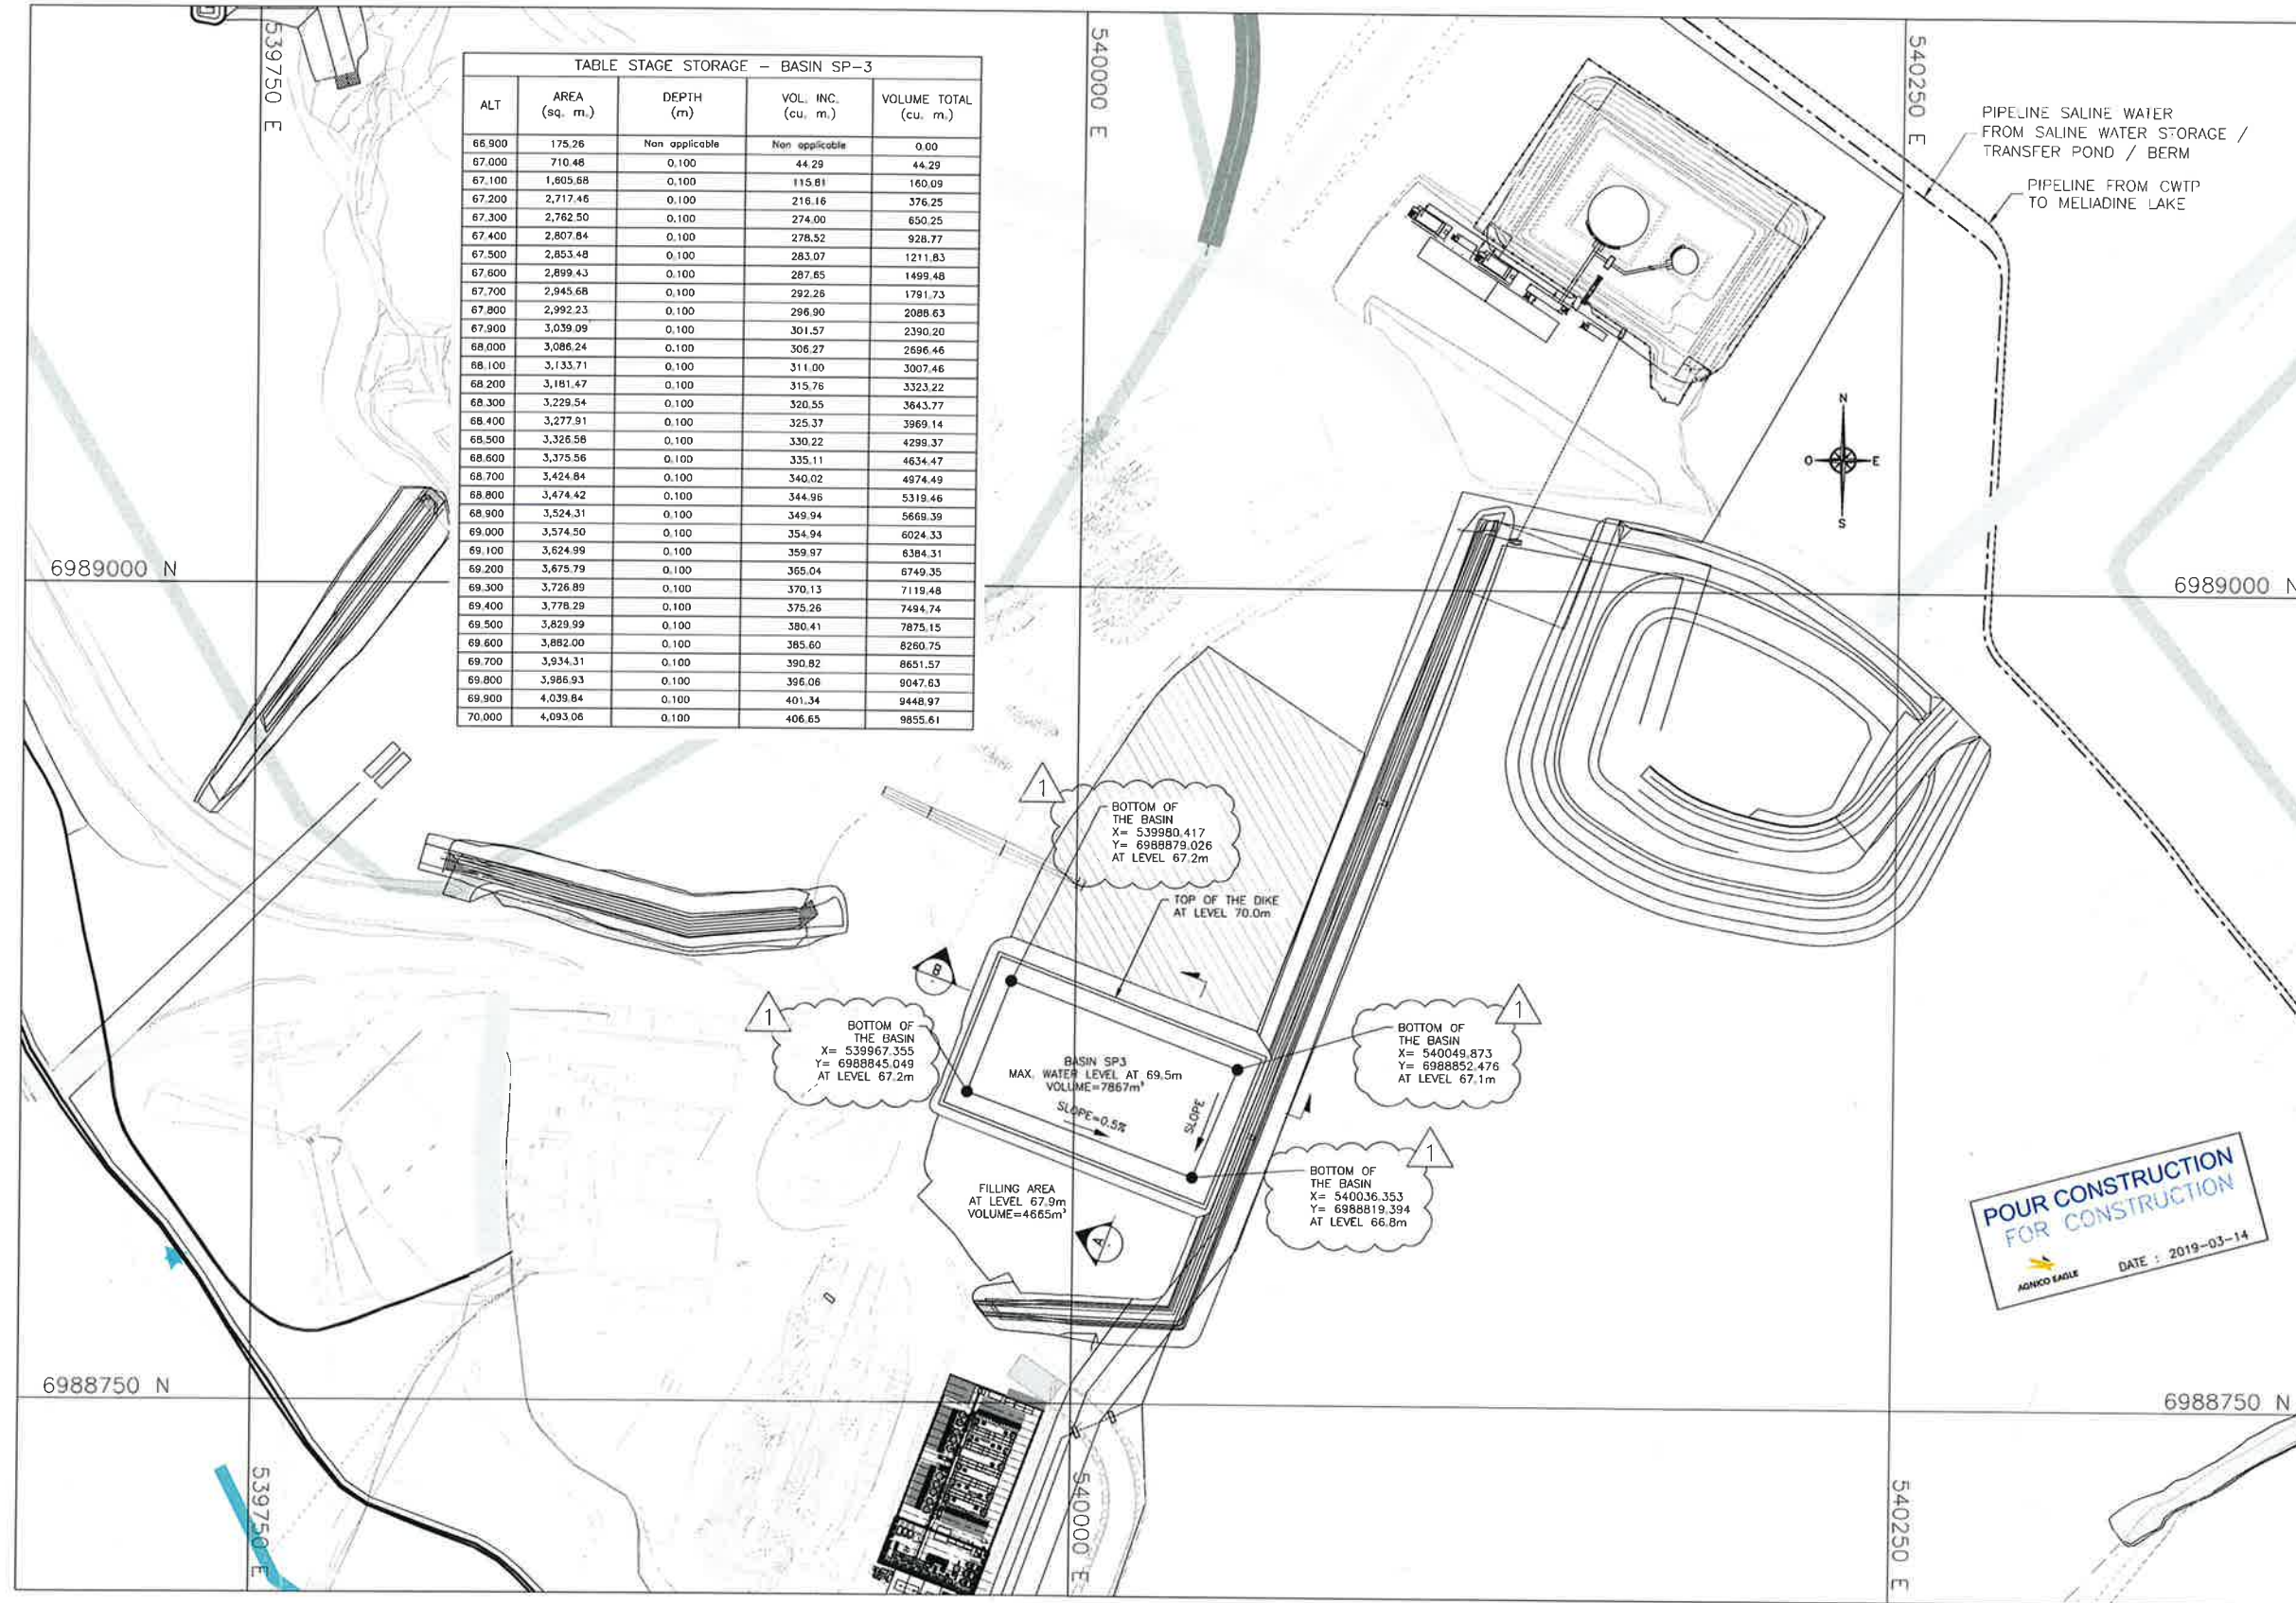 539750 E
540000 E
540250 E
TABLE STAGE STORAGE – BASIN SP-3
ALT AREA (sq. m.) DEPTH (m) VOL. INC. (cu. m.) VOLUME TOTAL (cu. m.)
66.900 175.26 Non applicable Non applicable 0.00
67.000 710.48 0.100 44.29 44.29
67.100 1,605.68 0.100 115.81 160.09
67.200 2,717.46 0.100 216.16 376.25
67.300 2,762.50 0.100 274.00 650.25
67.400 2,807.84 0.100 278.52 928.77
67.500 2,853.48 0.100 283.07 1211.83
67.600 2,899.43 0.100 287.65 1499.48
67.700 2,945.68 0.100 292.26 1791.73
67.800 2,992.23 0.100 296.90 2088.63
67.900 3,039.09 0.100 301.57 2390.20
68.000 3,086.24 0.100 306.27 2696.46
68.100 3,133.71 0.100 311.00 3007.46
68.200 3,181.47 0.100 315.76 3323.22
68.300 3,229.54 0.100 320.55 3643.77
68.400 3,277.91 0.100 325.37 3969.14
68.500 3,326.58 0.100 330.22 4299.37
68.600 3,375.56 0.100 335.11 4634.47
68.700 3,424.84 0.100 340.02 4974.49
68.800 3,474.42 0.100 344.96 5319.46
68.900 3,524.31 0.100 349.94 5669.39
69.000 3,574.50 0.100 354.94 6024.33
69.100 3,624.99 0.100 359.97 6384.31
69.200 3,675.79 0.100 365.04 6749.35
69.300 3,726.89 0.100 370.13 7119.48
69.400 3,778.29 0.100 375.26 7494.74
69.500 3,829.99 0.100 380.41 7875.15
69.600 3,882.00 0.100 385.60 8260.75
69.700 3,934.31 0.100 390.82 8651.57
69.800 3,986.93 0.100 396.06 9047.63
69.900 4,039.84 0.100 401.34 9448.97
70.000 4,093.06 0.100 406.65 9855.61
PIPELINE SALINE WATER
FROM SALINE WATER STORAGE /
TRANSFER POND / BERM
PIPELINE FROM CWTP
TO MELIADINE LAKE
N
O E
S
6989000 N
6989000 N
1
BOTTOM OF
THE BASIN
X= 539980.417
Y= 6988879.026
AT LEVEL 67.2m
TOP OF THE DIKE
AT LEVEL 70.0m
B
1
BOTTOM OF
THE BASIN
X= 539967.355
Y= 6988845.049
AT LEVEL 67.2m
BASIN SP3
MAX. WATER LEVEL AT 69.5m
VOLUME=7867m³
SLOPE=0.5%
SLOPE
1
BOTTOM OF
THE BASIN
X= 540049.873
Y= 6988852.476
AT LEVEL 67.1m
1
BOTTOM OF
THE BASIN
X= 540036.353
Y= 6988819.394
AT LEVEL 66.8m
FILLING AREA
AT LEVEL 67.9m
VOLUME=4665m³
A
POUR CONSTRUCTION
FOR CONSTRUCTION
AGNICO EAGLE
DATE : 2019-03-14
6988750 N
6988750 N
539750 E
540000 E
540250 E